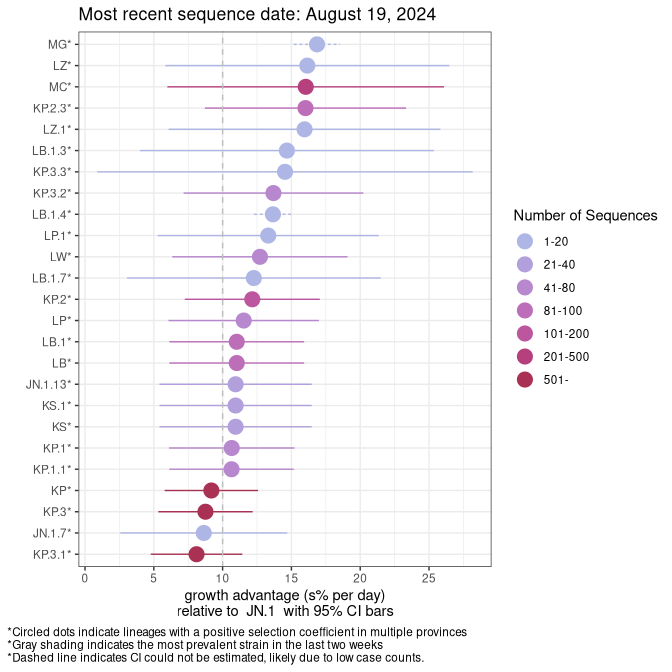 Most recent sequence date: August 19, 2024
MG*
LZ*
MC*
KP.2.3*
LZ.1*
LB.1.3*
KP.3.3*
KP.3.2*
LB.1.4*
LP.1*
LW*
LB.1.7*
KP.2*
LP*
LB.1*
LB*
JN.1.13*
KS.1*
KS*
KP.1*
KP.1.1*
KP*
KP.3*
JN.1.7*
KP.3.1*
0 5 10 15 20 25
growth advantage (s% per day)
relative to JN.1 with 95% CI bars
Number of Sequences
1-20
21-40
41-80
81-100
101-200
201-500
501-
*Circled dots indicate lineages with a positive selection coefficient in multiple provinces
*Gray shading indicates the most prevalent strain in the last two weeks
*Dashed line indicates CI could not be estimated, likely due to low case counts.